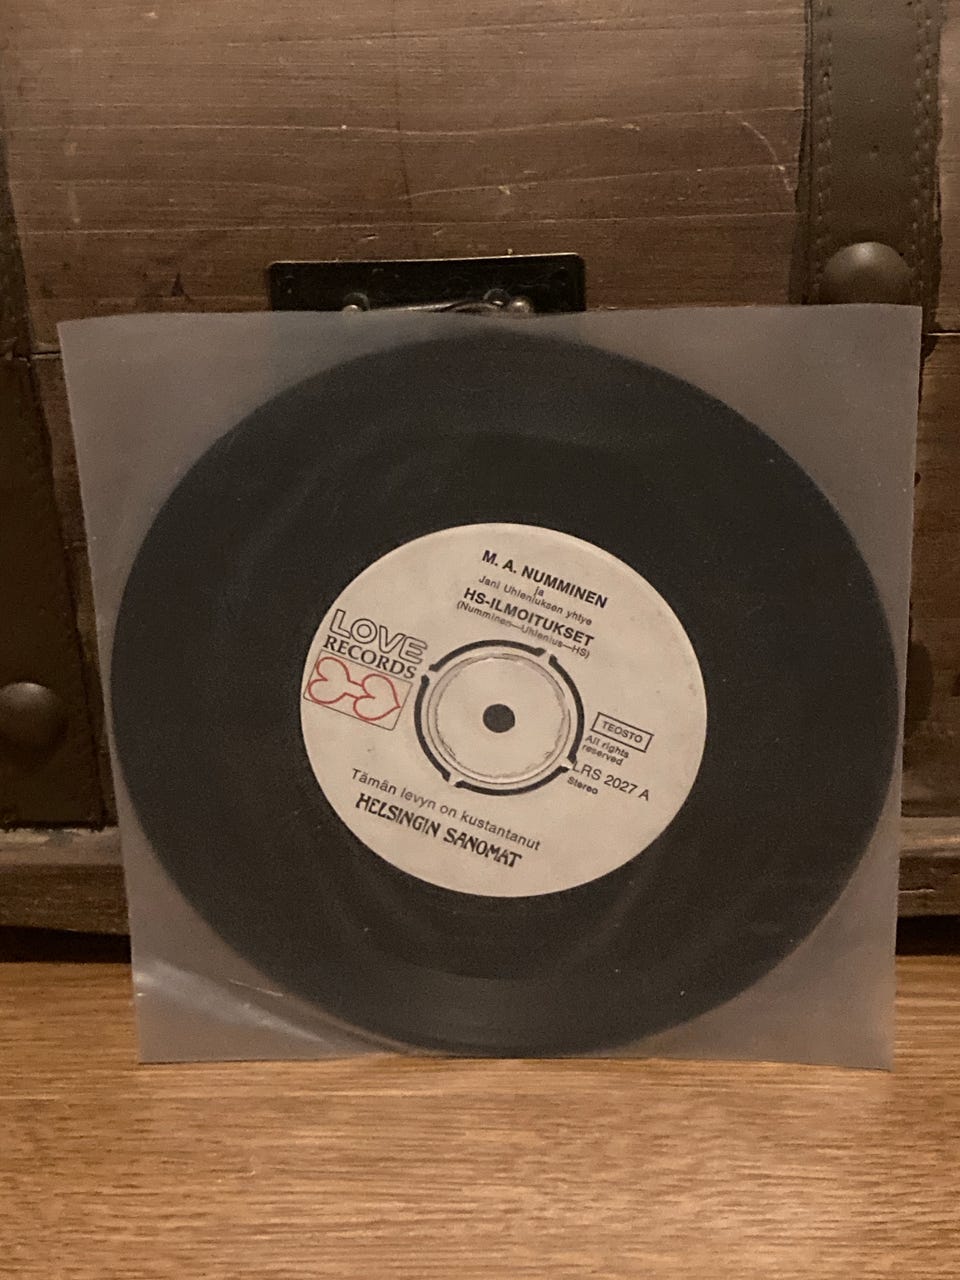 M. A. NUMMINEN
ja
Jani Uhleniuksen yhtye
HS-ILMOITUKSET
(Numminen—Uhlenius—HS)
LOVE
RECORDS
TEOSTO
All rights
reserved
LRS 2027 A
Stereo
Tämän levyn on kustantanut
HELSINGIN SANOMAT